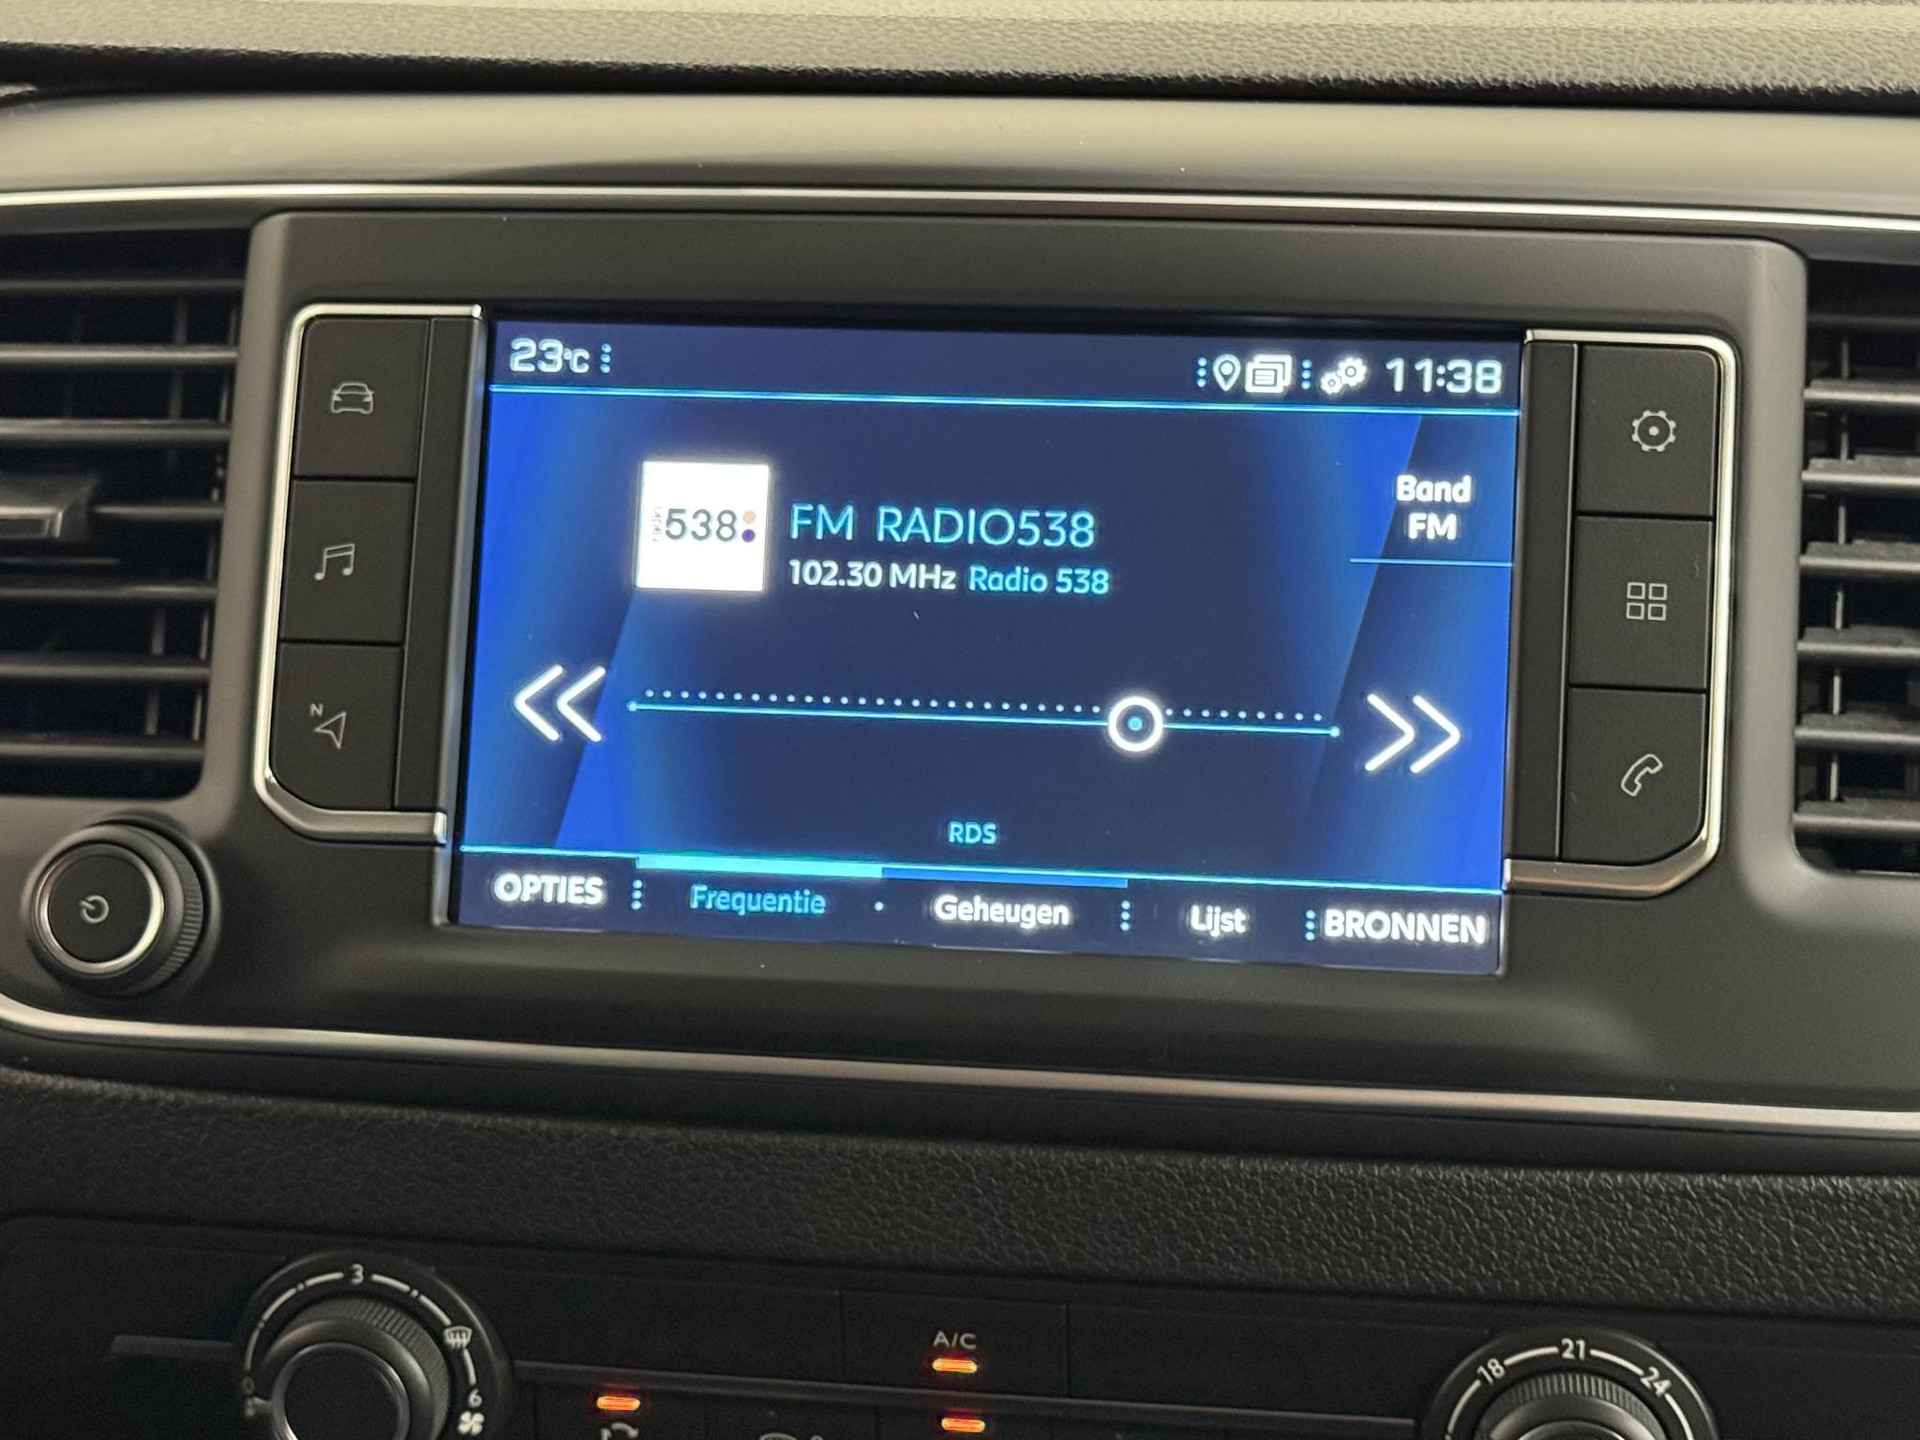 23°C
11:38
Band
FM
538
FM RADIO538
102.30 MHz Radio 538
N
RDS
OPTIES Frequentie Geheugen Lijst BRONNEN
3
6
A/C
18 21 24